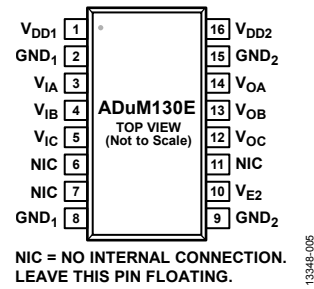 VDD1 1 16 VDD2
GND1 2 15 GND2
VIA 3 14 VOA
VIB 4 ADuM130E 13 VOB
TOP VIEW
VIC 5 (Not to Scale) 12 VOC
NIC 6 11 NIC
NIC 7 10 VE2
GND1 8 9 GND2
NIC = NO INTERNAL CONNECTION.
LEAVE THIS PIN FLOATING.
13348-005